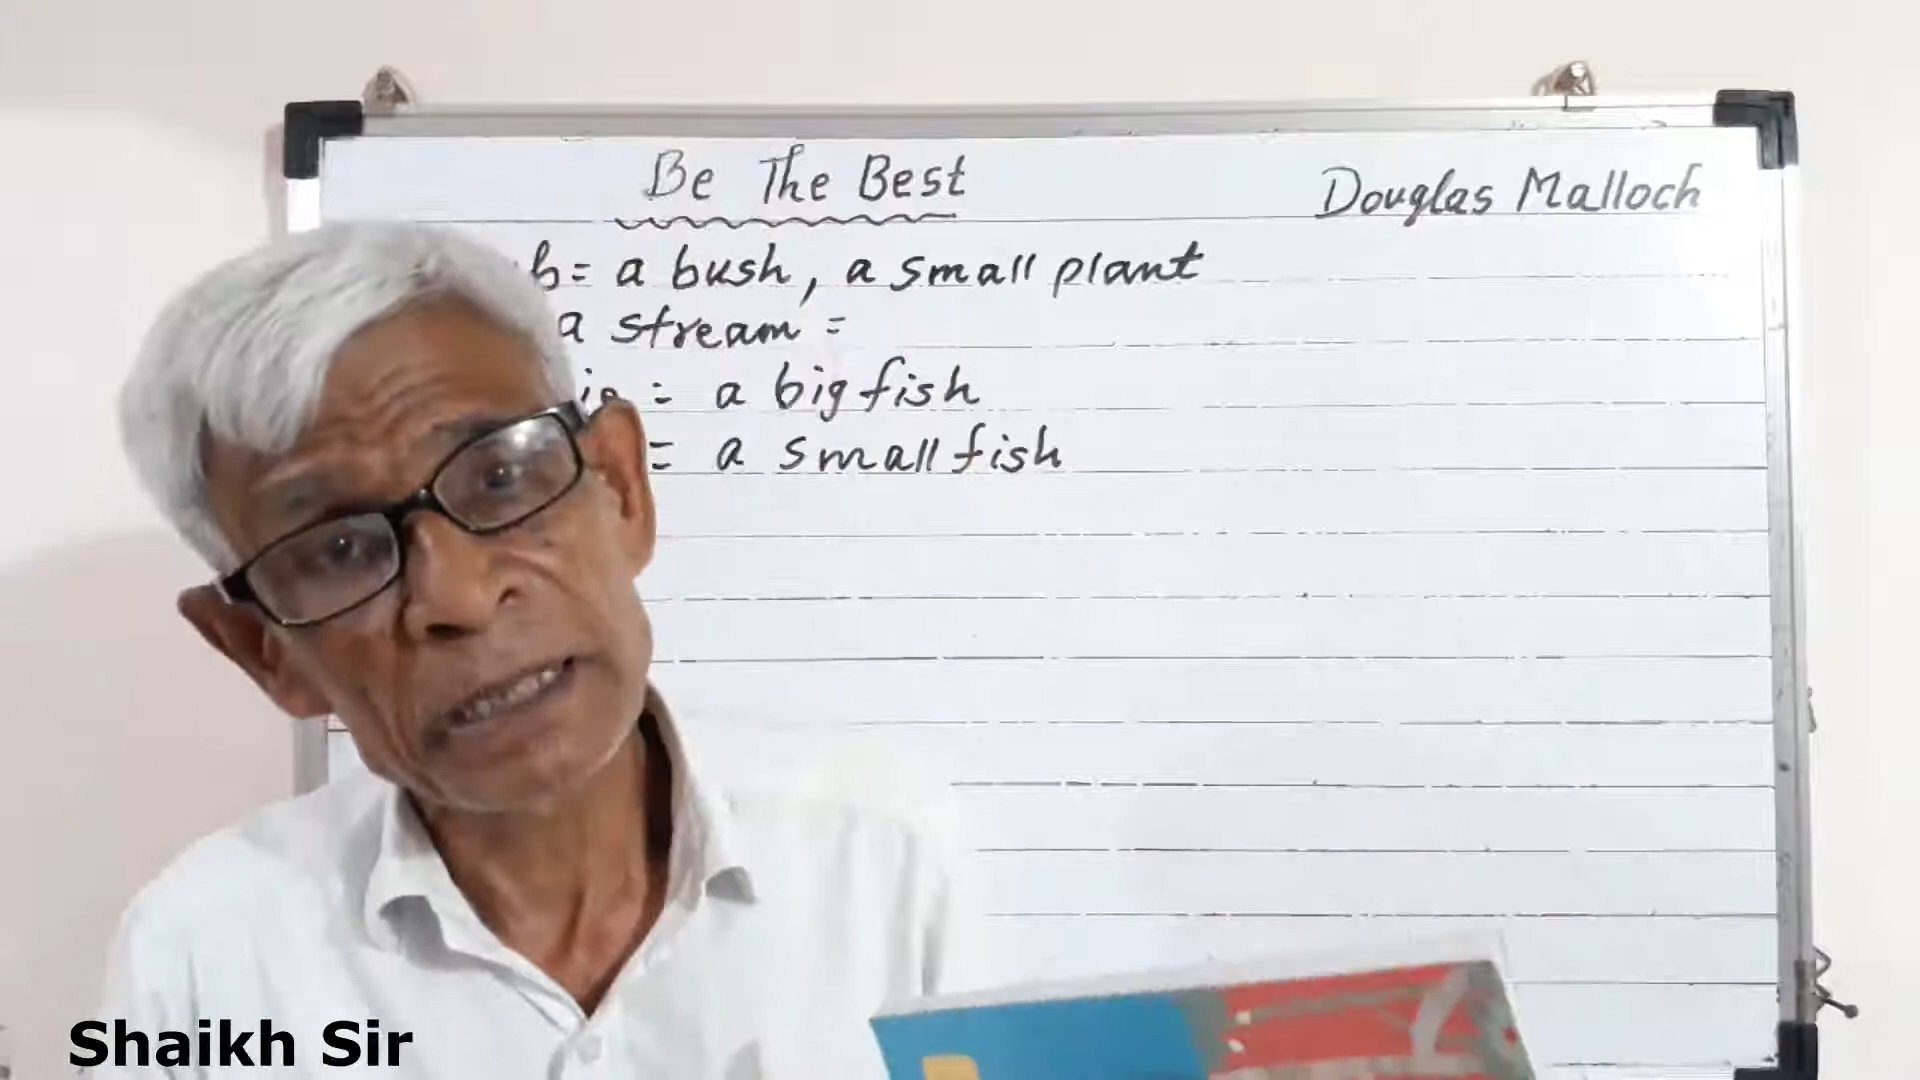 Be The Best
Douglas Malloch
= a bush, a small plant
a stream =
= a big fish
= a small fish
Shaikh Sir